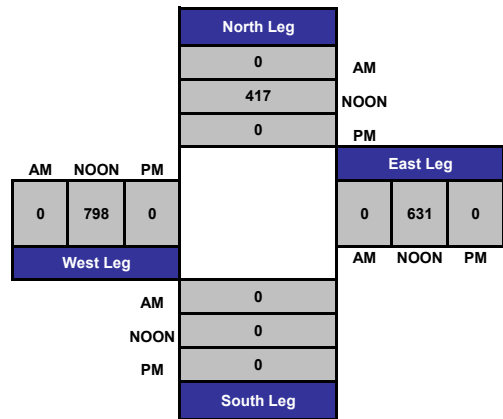 North Leg
0 AM
417 NOON
0 PM
AM NOON PM East Leg
0 798 0 0 631 0
West Leg AM NOON PM
AM 0
NOON 0
PM 0
South Leg